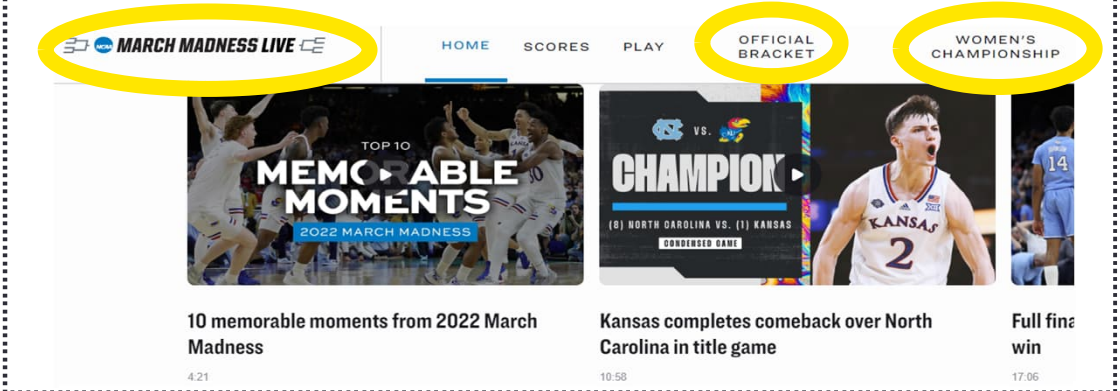 NCAA MARCH MADNESS LIVE
HOME SCORES PLAY
OFFICIAL
BRACKET
WOMEN'S
CHAMPIONSHIP
TOP 10
MEMORABLE
MOMENTS
2022 MARCH MADNESS
VS.
CHAMPION
(8) NORTH CAROLINA VS. (1) KANSAS
CONDENSED GAME
KANSAS
2
14
10 memorable moments from 2022 March
Madness
4:21
Kansas completes comeback over North
Carolina in title game
10:58
Full fina
win
17:06